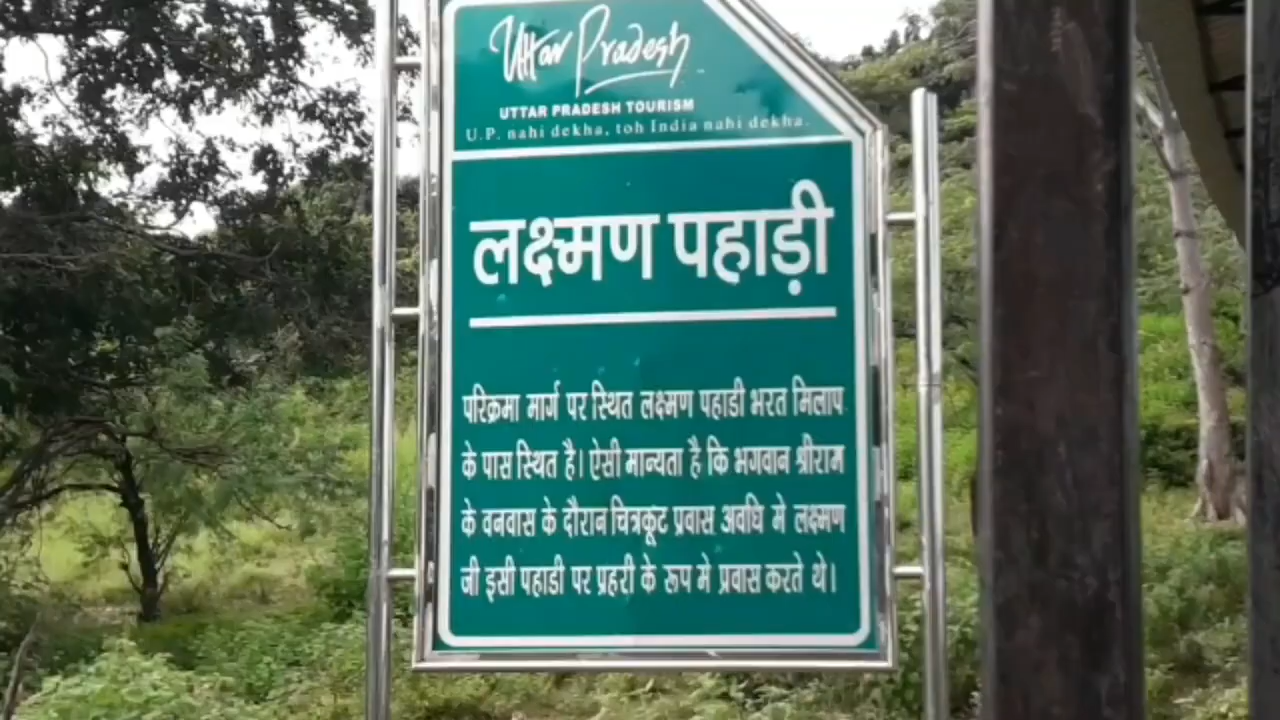 Uttar Pradesh
UTTAR PRADESH TOURISM
U.P. nahi dekha, toh India nahi dekha.
लक्ष्मण पहाड़ी
परिक्रमा मार्ग पर स्थित लक्ष्मण पहाडी भरत मिलाप
के पास स्थित है। ऐसी मान्यता है कि भगवान श्रीराम
के वनवास के दौरान चित्रकूट प्रवास अवधि मे लक्ष्मण
जी इसी पहाडी पर प्रहरी के रूप मे प्रवास करते थे।